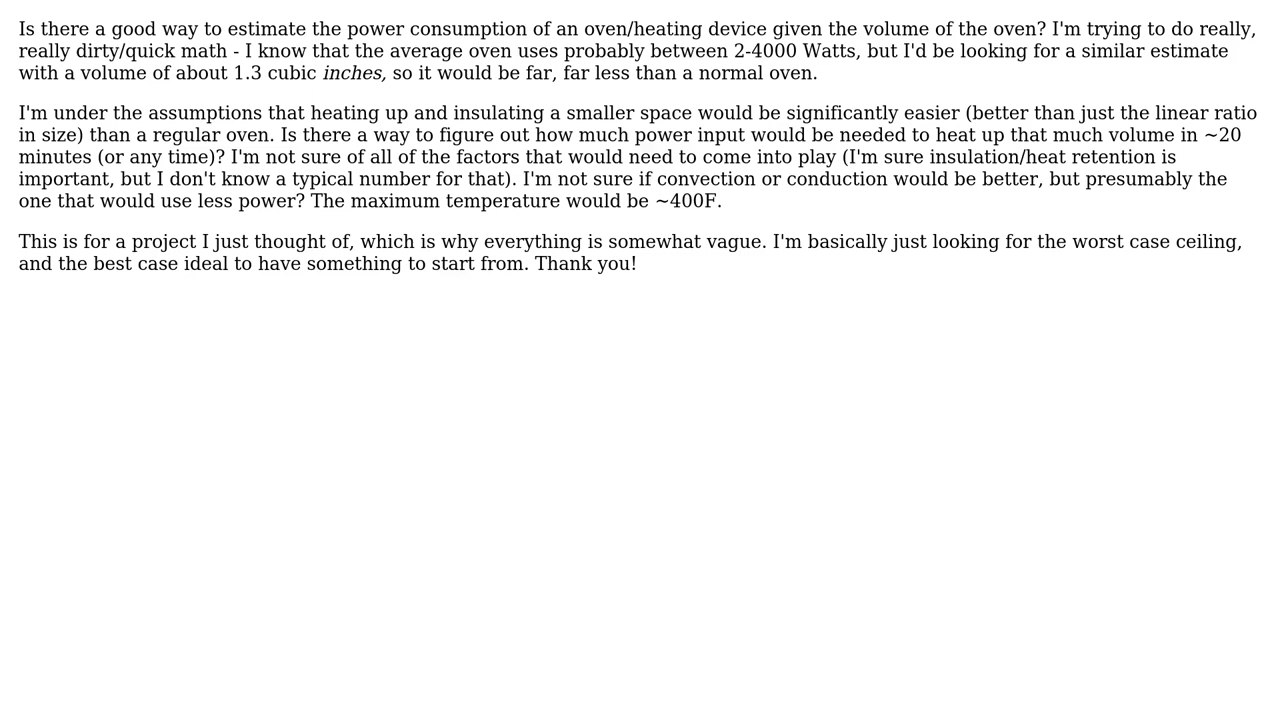 Is there a good way to estimate the power consumption of an oven/heating device given the volume of the oven? I'm trying to do really,
really dirty/quick math - I know that the average oven uses probably between 2-4000 Watts, but I'd be looking for a similar estimate
with a volume of about 1.3 cubic inches, so it would be far, far less than a normal oven.
I'm under the assumptions that heating up and insulating a smaller space would be significantly easier (better than just the linear ratio
in size) than a regular oven. Is there a way to figure out how much power input would be needed to heat up that much volume in ~20
minutes (or any time)? I'm not sure of all of the factors that would need to come into play (I'm sure insulation/heat retention is
important, but I don't know a typical number for that). I'm not sure if convection or conduction would be better, but presumably the
one that would use less power? The maximum temperature would be ~400F.
This is for a project I just thought of, which is why everything is somewhat vague. I'm basically just looking for the worst case ceiling,
and the best case ideal to have something to start from. Thank you!